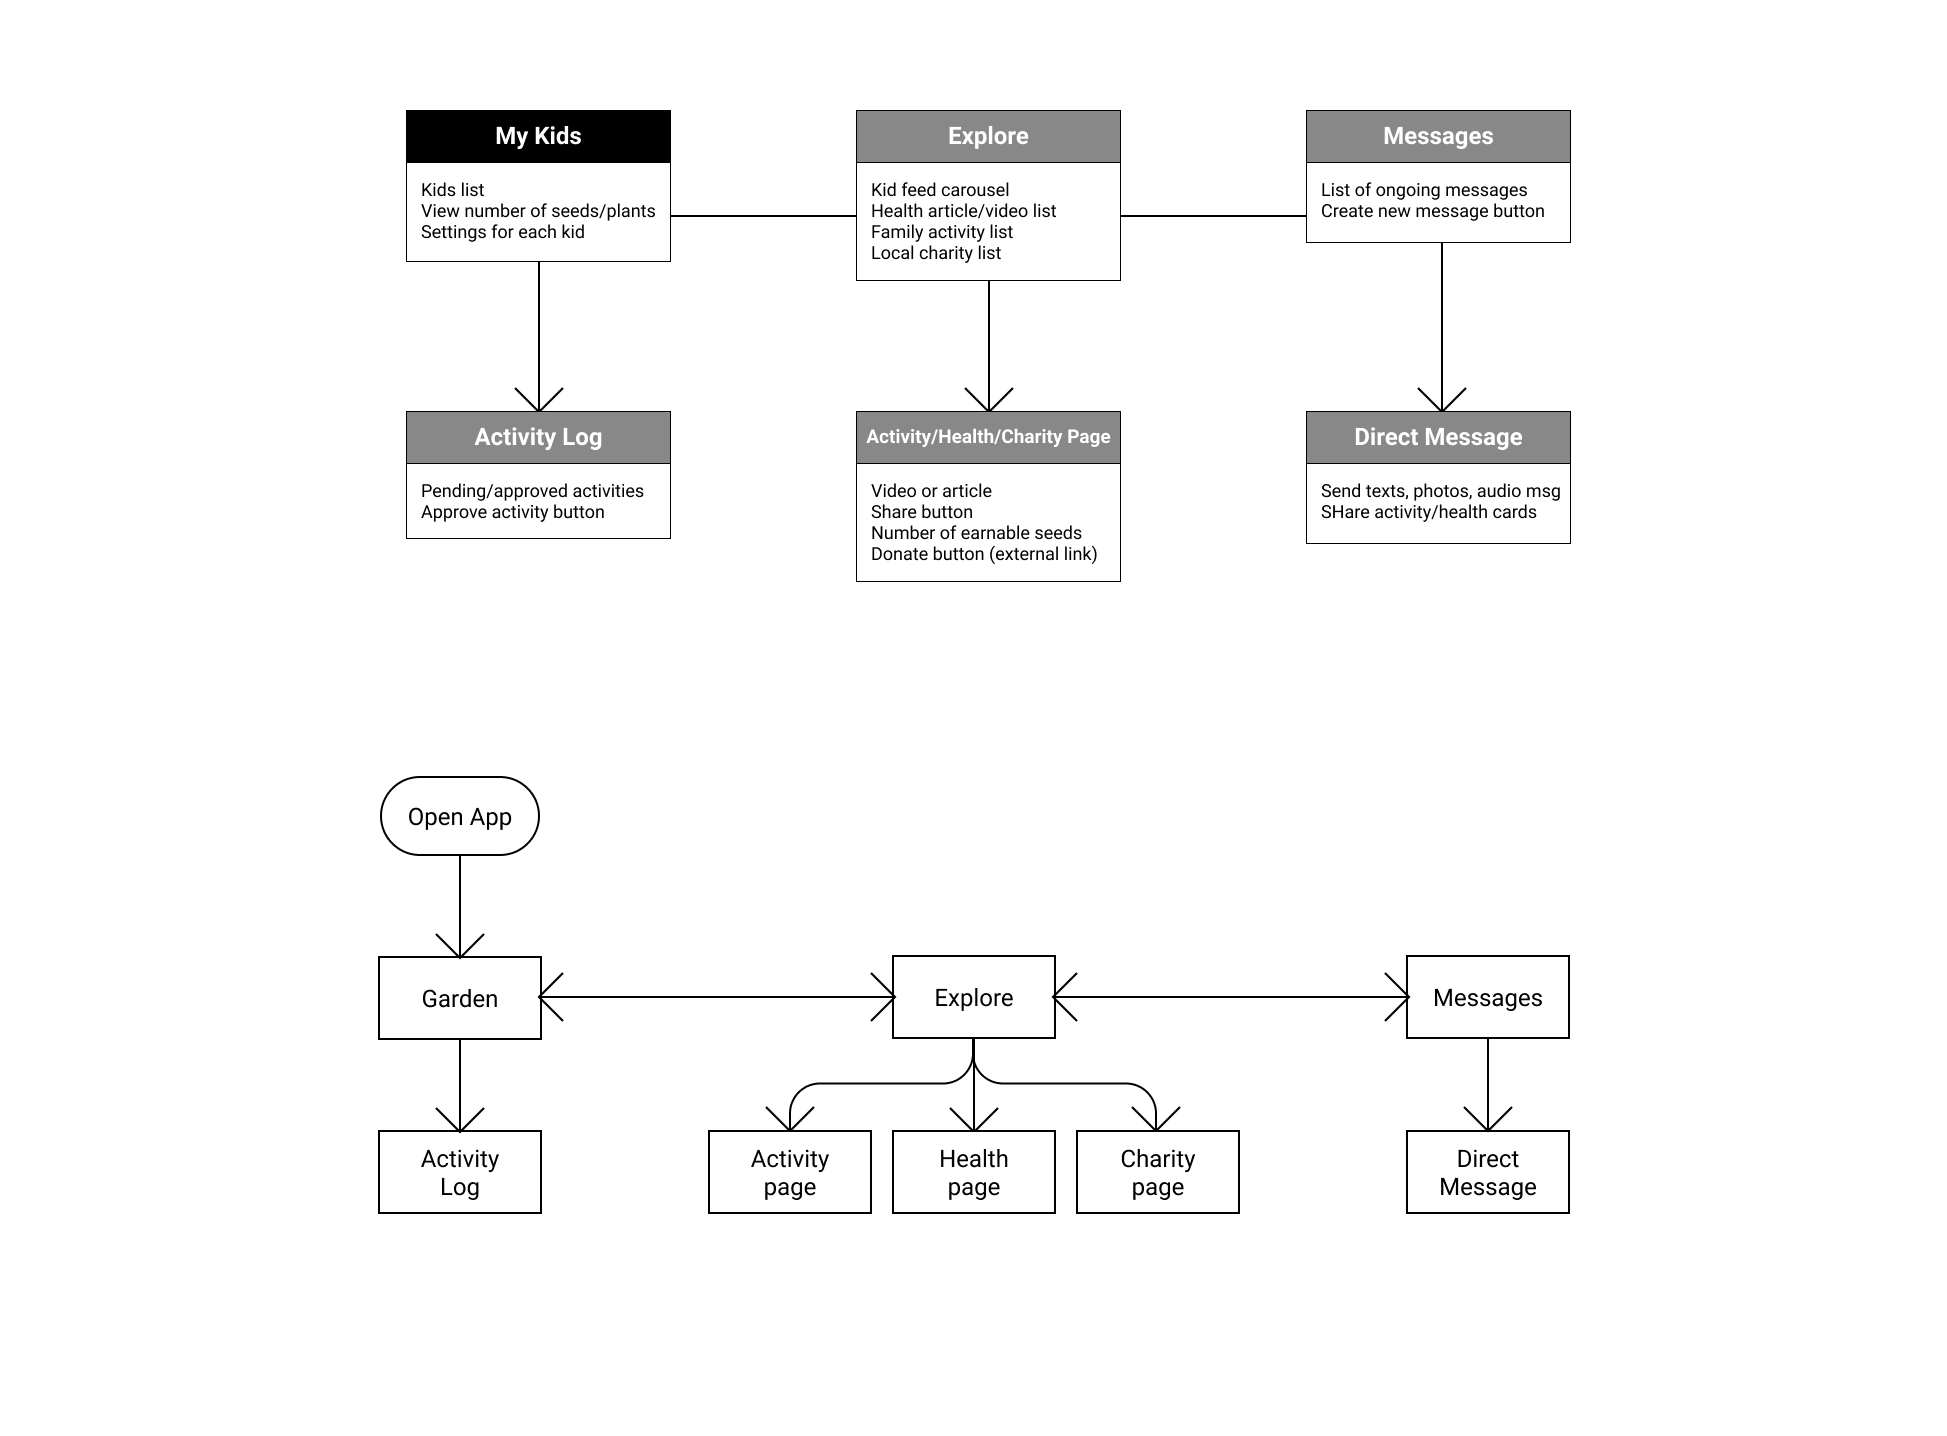 My Kids
Kids list
View number of seeds/plants
Settings for each kid
Explore
Kid feed carousel
Health article/video list
Family activity list
Local charity list
Messages
List of ongoing messages
Create new message button
Activity Log
Pending/approved activities
Approve activity button
Activity/Health/Charity Page
Video or article
Share button
Number of earnable seeds
Donate button (external link)
Direct Message
Send texts, photos, audio msg
SHare activity/health cards
Open App
Garden
Explore
Messages
Activity
Log
Activity
page
Health
page
Charity
page
Direct
Message